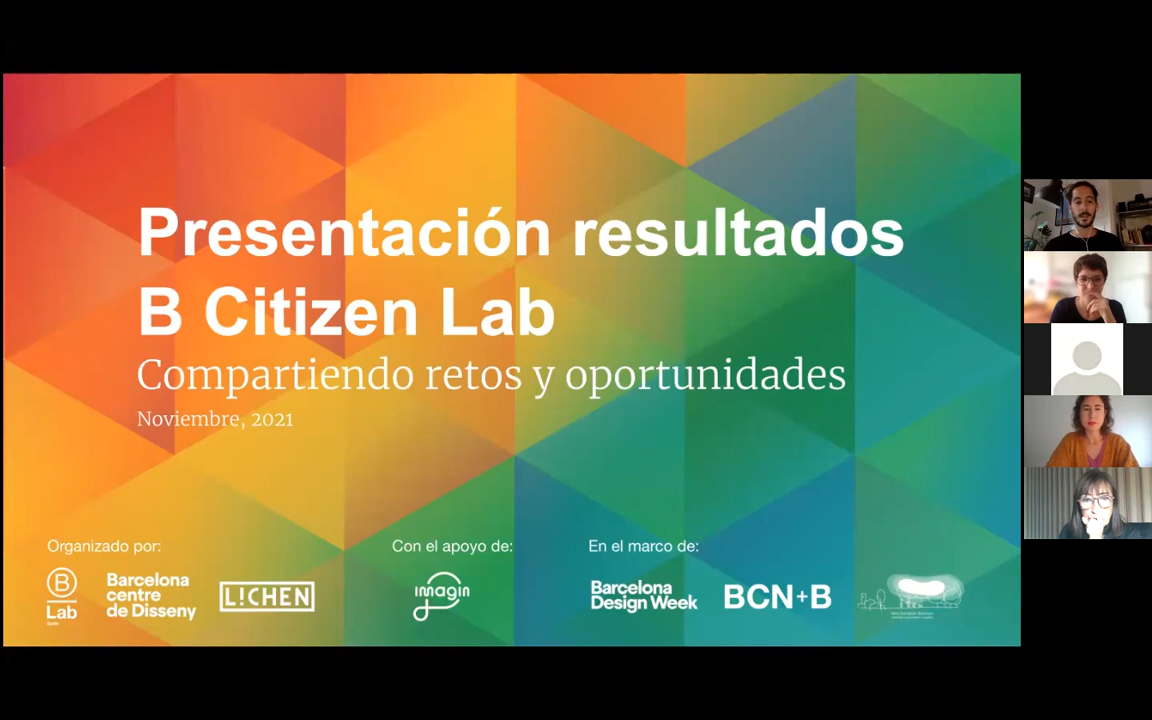 Presentación resultados
B Citizen Lab
Compartiendo retos y oportunidades
Noviembre, 2021
Organizado por:
Con el apoyo de:
En el marco de:
B
Lab
Spain
Barcelona
centre
de Disseny
L!CHEN
imagin
Barcelona
Design Week
BCN+B